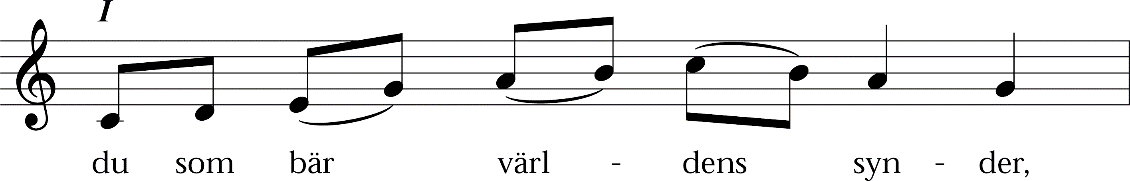 du som bär värl - dens syn - der,